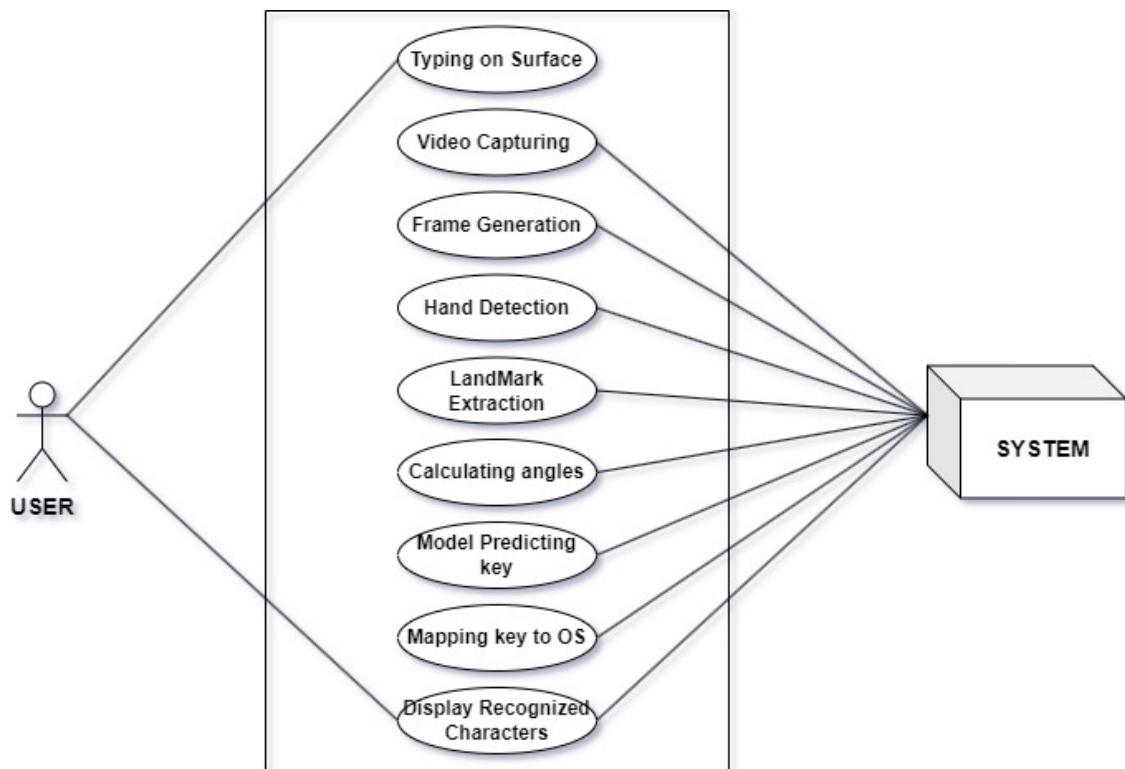 Typing on Surface
Video Capturing
Frame Generation
Hand Detection
LandMark
Extraction
Calculating angles
Model Predicting
key
Mapping key to OS
Display Recognized
Characters
USER
SYSTEM